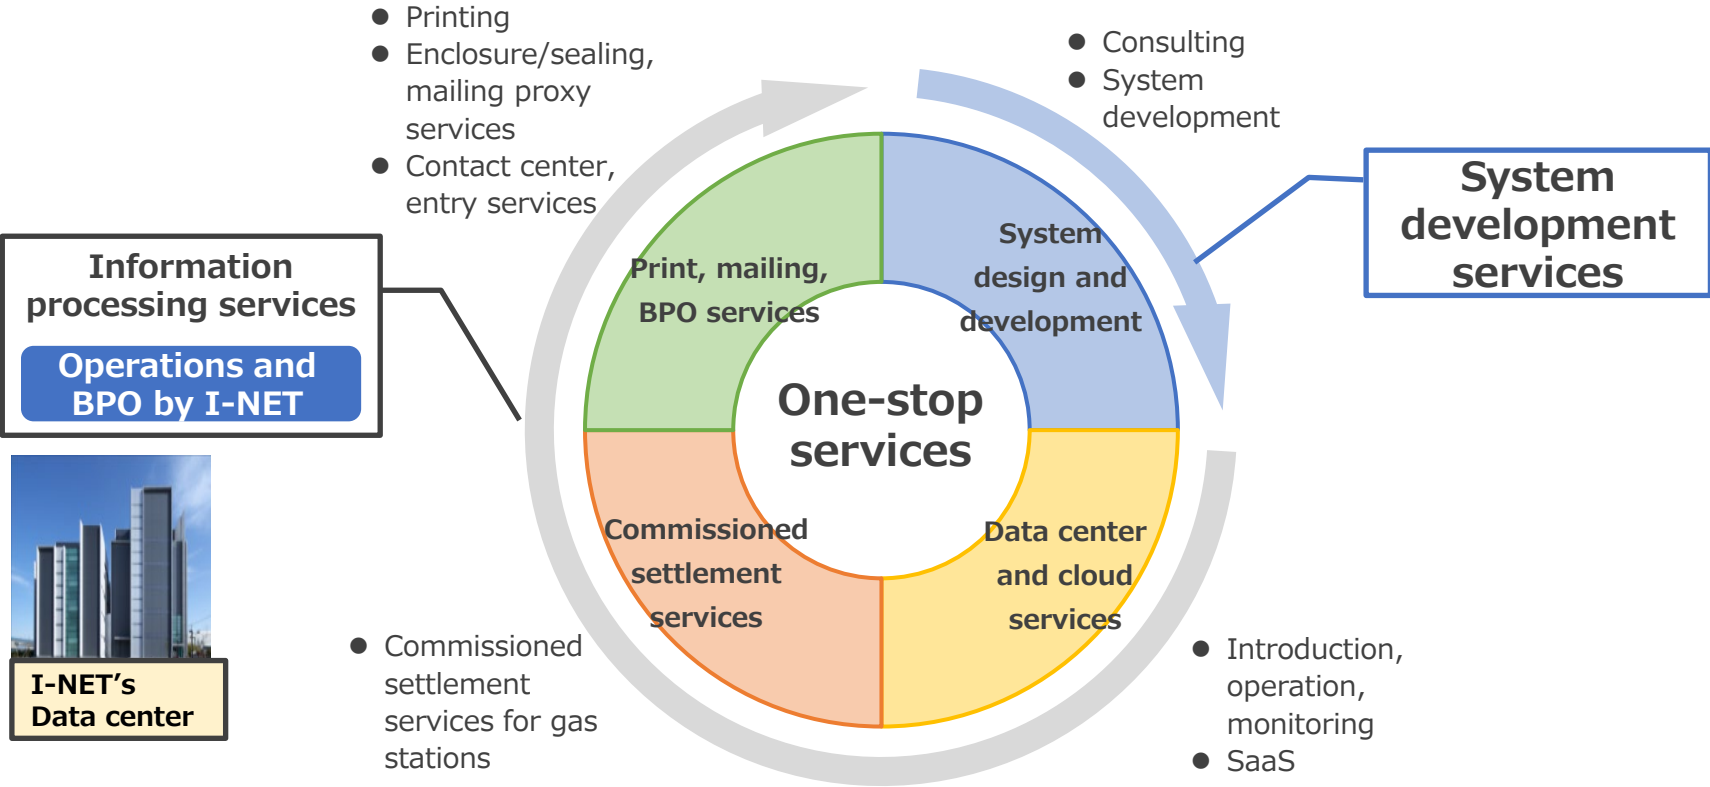 ● Printing
● Enclosure/sealing,
mailing proxy
services
● Contact center,
entry services
● Consulting
● System
development
System
development
services
Information
processing services
Operations and
BPO by I-NET
Print, mailing,
BPO services
System
design and
development
One-stop
services
Commissioned
settlement
services
Data center
and cloud
services
I-NET’s
Data center
● Commissioned
settlement
services for gas
stations
● Introduction,
operation,
monitoring
● SaaS